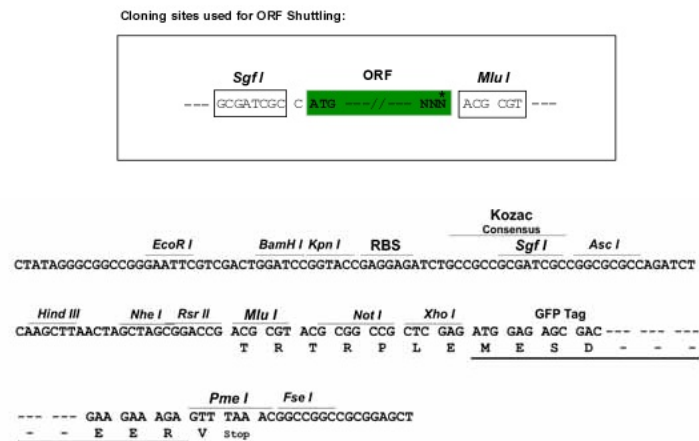 Cloning sites used for ORF Shuttling:
Sgf I ORF Mlu I
--- GCGATCGC C ATG ---//--- NNN* ACG CGT ---
Kozac
Consensus
EcoR I BamH I Kpn I RBS Sgf I Asc I
CTATAGGGCGGCCGGGAATTCGTCGACTGGATCCGGTACCGAGGAGATCTGCCGCCGCGATCGCCGGCGCGCCAGATCT
Hind III Nhe I Rsr II Mlu I Not I Xho I GFP Tag
CAAGCTTAACTAGCTAGCGGACCG ACG CGT ACG CGG CCG CTC GAG ATG GAG AGC GAC--- --- ---
T R T R P L E M E S D - - -
Pme I Fse I
--- --- GAA GAA AGA GTT TAA ACGGCCGGCCGCGGAGCT
- - E E R V Stop